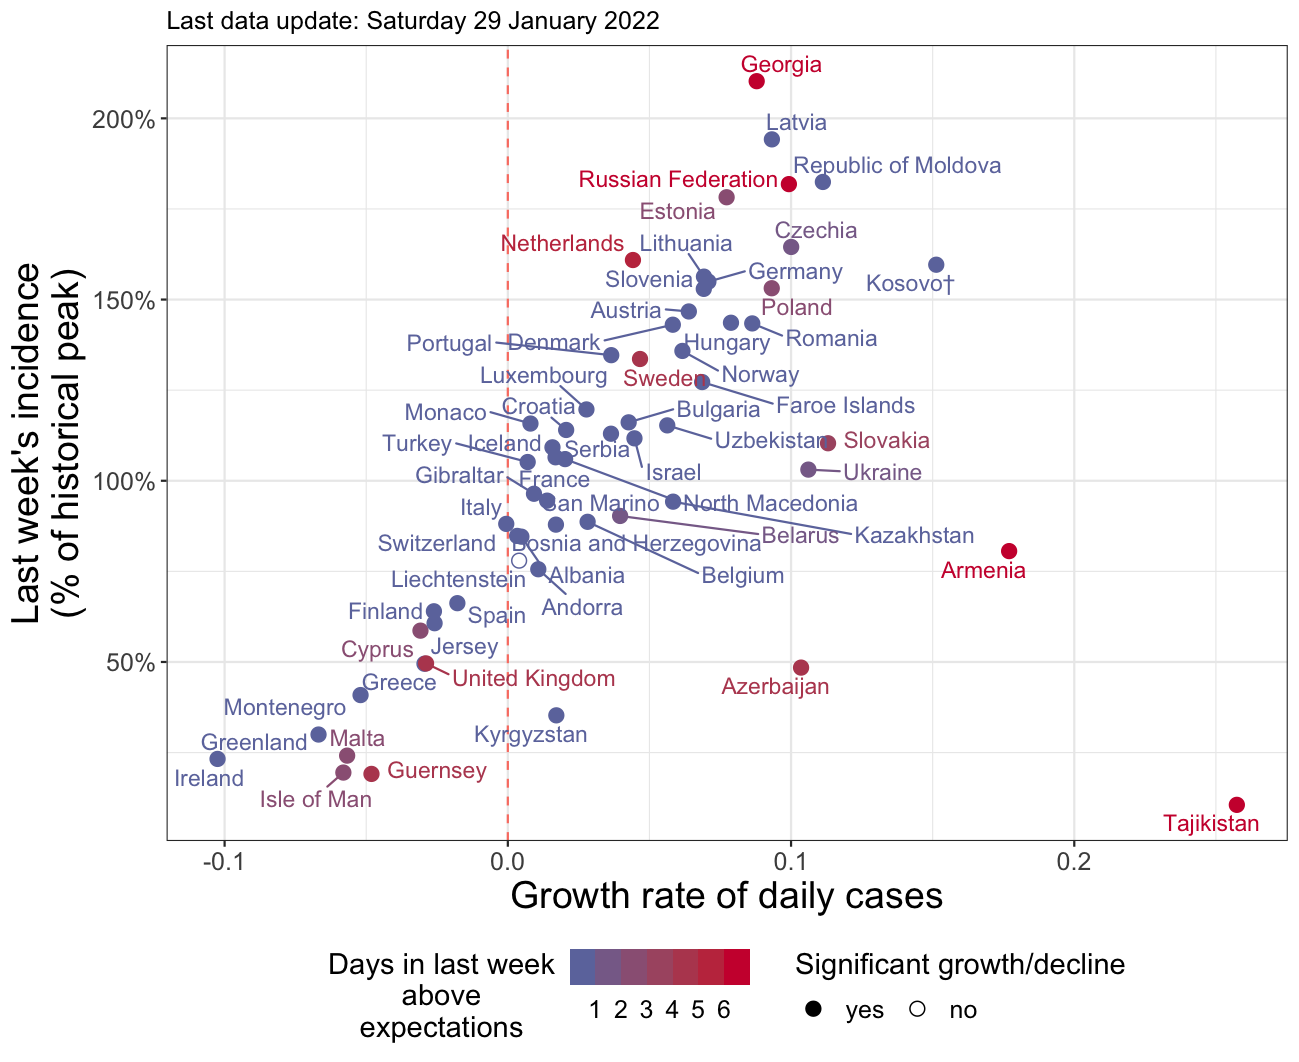 Last data update: Saturday 29 January 2022
Georgia
200%
Latvia
Republic of Moldova
Russian Federation
Estonia
Czechia
Netherlands
Lithuania
Germany
Slovenia
Kosovo†
150%
Poland
Austria
Romania
Portugal
Denmark
Hungary
Norway
Luxembourg
Sweden
Faroe Islands
Croatia
Monaco
Bulgaria
Turkey
Iceland
Serbia
Uzbekistan
Slovakia
Gibraltar
France
Israel
Ukraine
100%
Italy
San Marino
North Macedonia
Switzerland
Bosnia and Herzegovina
Belarus
Kazakhstan
Liechtenstein
Albania
Belgium
Armenia
Andorra
Finland
Spain
Cyprus
Jersey
50%
Greece
United Kingdom
Azerbaijan
Montenegro
Kyrgyzstan
Greenland
Malta
Ireland
Guernsey
Isle of Man
Tajikistan
Last week's incidence
(% of historical peak)
-0.1
0.0
0.1
0.2
Growth rate of daily cases
Days in last week
above
expectations
1 2 3 4 5 6
Significant growth/decline
yes
no